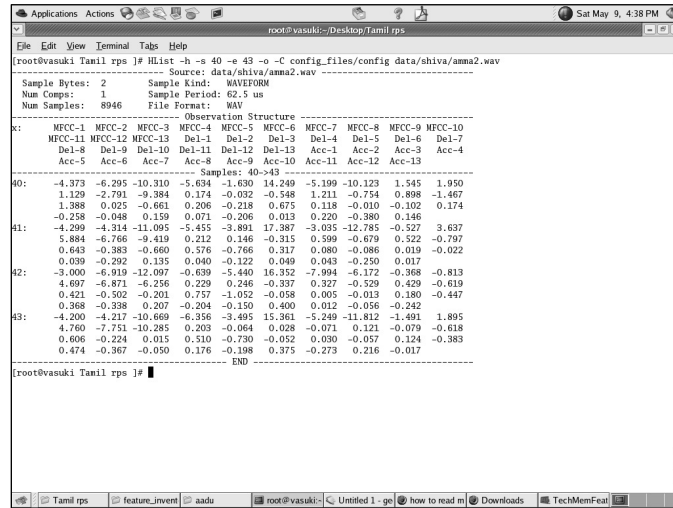 Applications Actions Sat May 9, 4:38 PM
root@vasuki:~/Desktop/Tamil rps
File Edit View Terminal Tabs Help
[root@vasuki Tamil rps ]# HList -h -s 40 -e 43 -o -C config_files/config data/shiva/amma2.wav
------------------------------ Source: data/shiva/amma2.wav ------------------------------
Sample Bytes: 2 Sample Kind: WAVEFORM
Num Comps: 1 Sample Period: 62.5 us
Num Samples: 8946 File Format: WAV
------------------------------ Observation Structure ------------------------------
x: MFCC-1 MFCC-2 MFCC-3 MFCC-4 MFCC-5 MFCC-6 MFCC-7 MFCC-8 MFCC-9 MFCC-10
MFCC-11 MFCC-12 MFCC-13 Del-1 Del-2 Del-3 Del-4 Del-5 Del-6 Del-7
Del-8 Del-9 Del-10 Del-11 Del-12 Del-13 Acc-1 Acc-2 Acc-3 Acc-4
Acc-5 Acc-6 Acc-7 Acc-8 Acc-9 Acc-10 Acc-11 Acc-12 Acc-13
------------------------------ Samples: 40->43 ------------------------------
40: -4.373 -6.295 -10.310 -5.634 -1.630 14.249 -5.199 -10.123 1.545 1.950
1.129 -2.791 -9.384 0.174 -0.032 -0.548 1.211 -0.754 0.898 -1.467
1.388 0.025 -0.661 0.206 -0.218 0.675 0.118 -0.010 -0.102 0.174
-0.258 -0.048 0.159 0.071 -0.206 0.013 0.220 -0.380 0.146
41: -4.299 -4.314 -11.095 -5.455 -3.891 17.387 -3.035 -12.785 -0.527 3.637
5.884 -6.766 -9.419 0.212 0.146 -0.315 0.599 -0.679 0.522 -0.797
0.643 -0.383 -0.660 0.576 -0.766 0.317 0.080 -0.086 0.019 -0.022
0.039 -0.292 0.135 0.040 -0.122 0.049 0.043 -0.250 0.017
42: -3.000 -6.919 -12.097 -0.639 -5.440 16.352 -7.994 -6.172 -0.368 -0.813
4.697 -6.871 -6.256 0.229 0.246 -0.337 0.327 -0.529 0.429 -0.619
0.421 -0.502 -0.201 0.757 -1.052 -0.058 0.005 -0.013 0.180 -0.447
0.368 -0.338 0.207 -0.204 -0.150 0.400 0.012 -0.056 -0.242
43: -4.200 -4.217 -10.669 -6.356 -3.495 15.361 -5.249 -11.812 -1.491 1.895
4.760 -7.751 -10.285 0.203 -0.064 0.028 -0.071 0.121 -0.079 -0.618
0.606 -0.224 0.015 0.510 -0.730 -0.052 0.030 -0.057 0.124 -0.383
0.474 -0.367 -0.050 0.176 -0.198 0.375 -0.273 0.216 -0.017
------------------------------ END ------------------------------
[root@vasuki Tamil rps ]#
Tamil rps feature_invent aadu root@vasuki:~ Untitled 1 - ge how to read m Downloads TechMemFeat